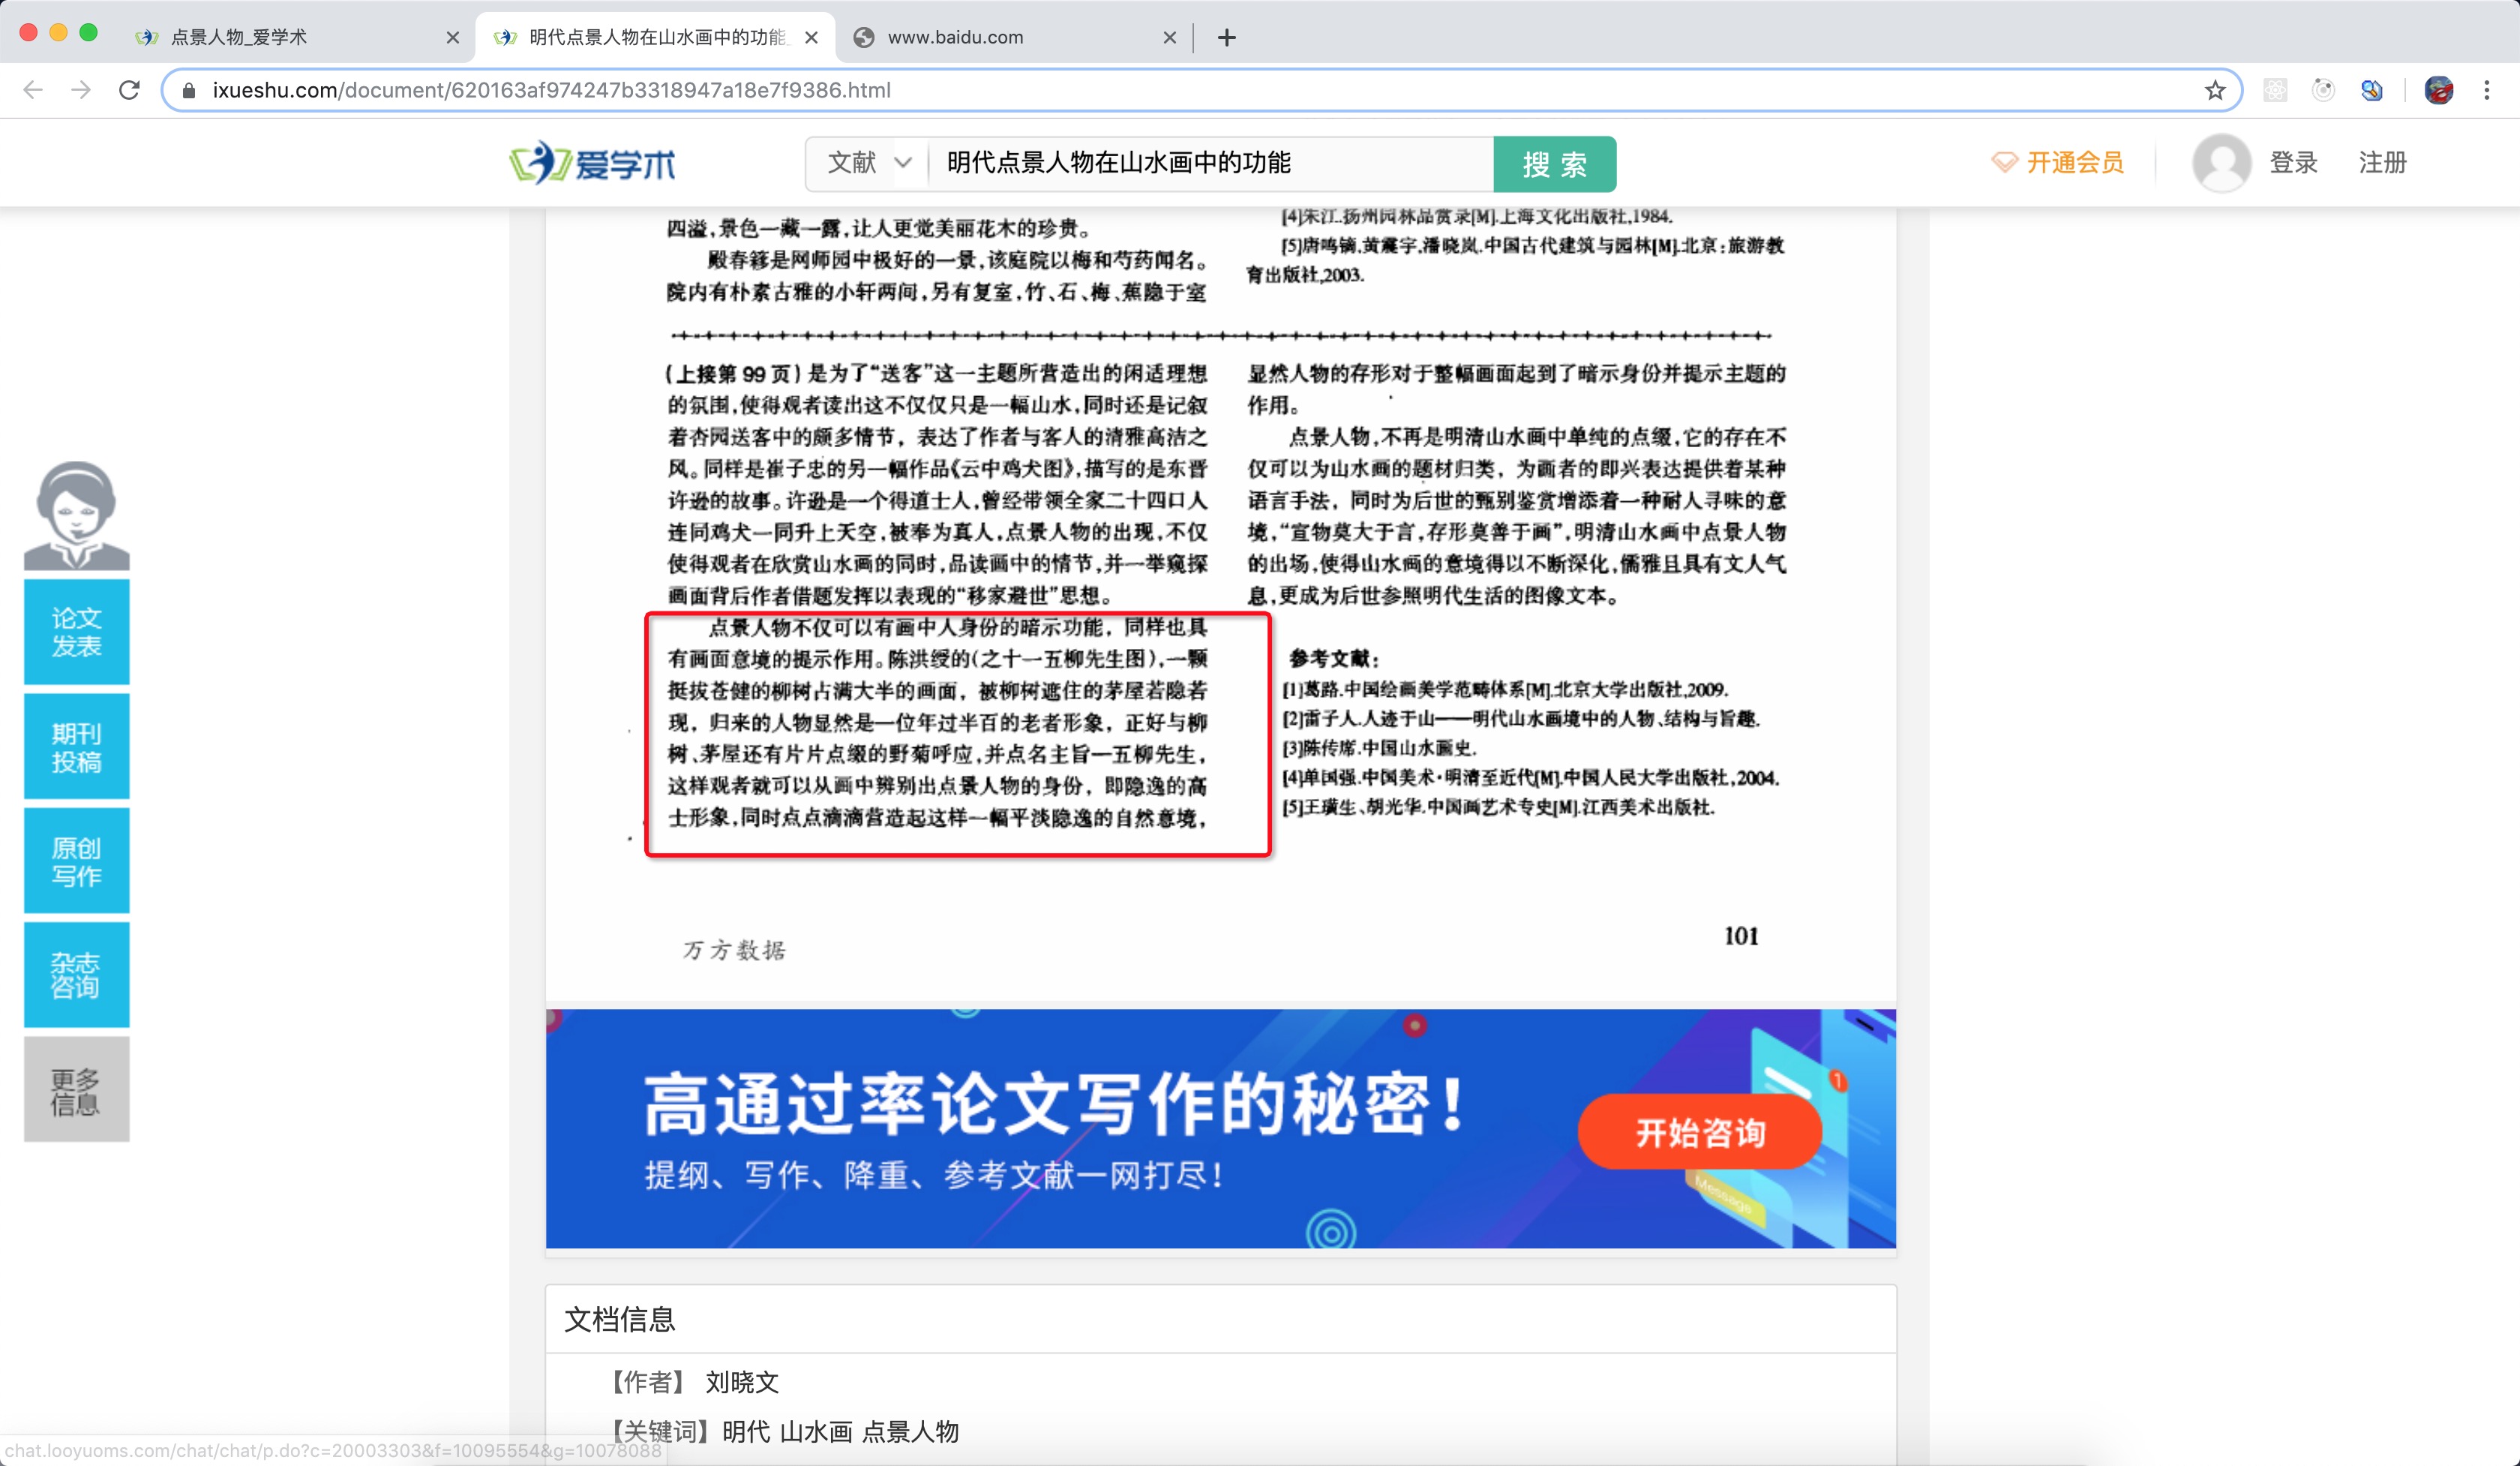 点景人物_爱学术
明代点景人物在山水画中的功能_
www.baidu.com
ixueshu.com/document/620163af974247b3318947a18e7f9386.html
爱学术
文献
明代点景人物在山水画中的功能
搜 索
开通会员
登录
注册
四溢,景色一藏一露,让人更觉美丽花木的珍贵。
殿春簃是网师园中极好的一景,该庭院以梅和芍药闻名。
院内有朴素古雅的小轩两间,另有复室,竹、石、梅、蕉隐于室
[4]朱江.扬州园林品赏录[M].上海文化出版社,1984.
[5]唐鸣镝,黄震宇,潘晓岚.中国古代建筑与园林[M].北京:旅游教
育出版社,2003.
(上接第 99 页)是为了“送客”这一主题所营造出的闲适理想
的氛围,使得观者读出这不仅仅只是一幅山水,同时还是记叙
着杏园送客中的颇多情节，表达了作者与客人的清雅高洁之
风。同样是崔子忠的另一幅作品《云中鸡犬图》,描写的是东晋
许逊的故事。许逊是一个得道士人,曾经带领全家二十四口人
连同鸡犬一同升上天空,被奉为真人,点景人物的出现,不仅
使得观者在欣赏山水画的同时,品读画中的情节,并一举窥探
画面背后作者借题发挥以表现的“移家避世”思想。
点景人物不仅可以有画中人身份的暗示功能，同样也具
有画面意境的提示作用。陈洪绶的(之十一五柳先生图),一颗
挺拔苍健的柳树占满大半的画面，被柳树遮住的茅屋若隐若
现，归来的人物显然是一位年过半百的老者形象，正好与柳
树、茅屋还有片片点缀的野菊呼应,并点名主旨一五柳先生,
这样观者就可以从画中辨别出点景人物的身份，即隐逸的高
士形象,同时点点滴滴营造起这样一幅平淡隐逸的自然意境,
显然人物的存形对于整幅画面起到了暗示身份并提示主题的
作用。
点景人物,不再是明清山水画中单纯的点缀,它的存在不
仅可以为山水画的题材归类，为画者的即兴表达提供着某种
语言手法，同时为后世的甄别鉴赏增添着一种耐人寻味的意
境,“宣物莫大于言,存形莫善于画”,明清山水画中点景人物
的出场,使得山水画的意境得以不断深化,儒雅且具有文人气
息,更成为后世参照明代生活的图像文本。
参考文献:
[1]葛路.中国绘画美学范畴体系[M].北京大学出版社,2009.
[2]雷子人.人迹于山——明代山水画境中的人物、结构与旨趣.
[3]陈传席.中国山水画史.
[4]单国强.中国美术·明清至近代[M].中国人民大学出版社,2004.
[5]王璜生、胡光华.中国画艺术专史[M].江西美术出版社.
万方数据
101
论文
发表
期刊
投稿
原创
写作
杂志
咨询
更多
信息
高通过率论文写作的秘密!
提纲、写作、降重、参考文献一网打尽!
开始咨询
1
Message
文档信息
【作者】 刘晓文
【关键词】明代 山水画 点景人物
chat.looyuoms.com/chat/chat/p.do?c=20003303&f=10095554&g=10078088